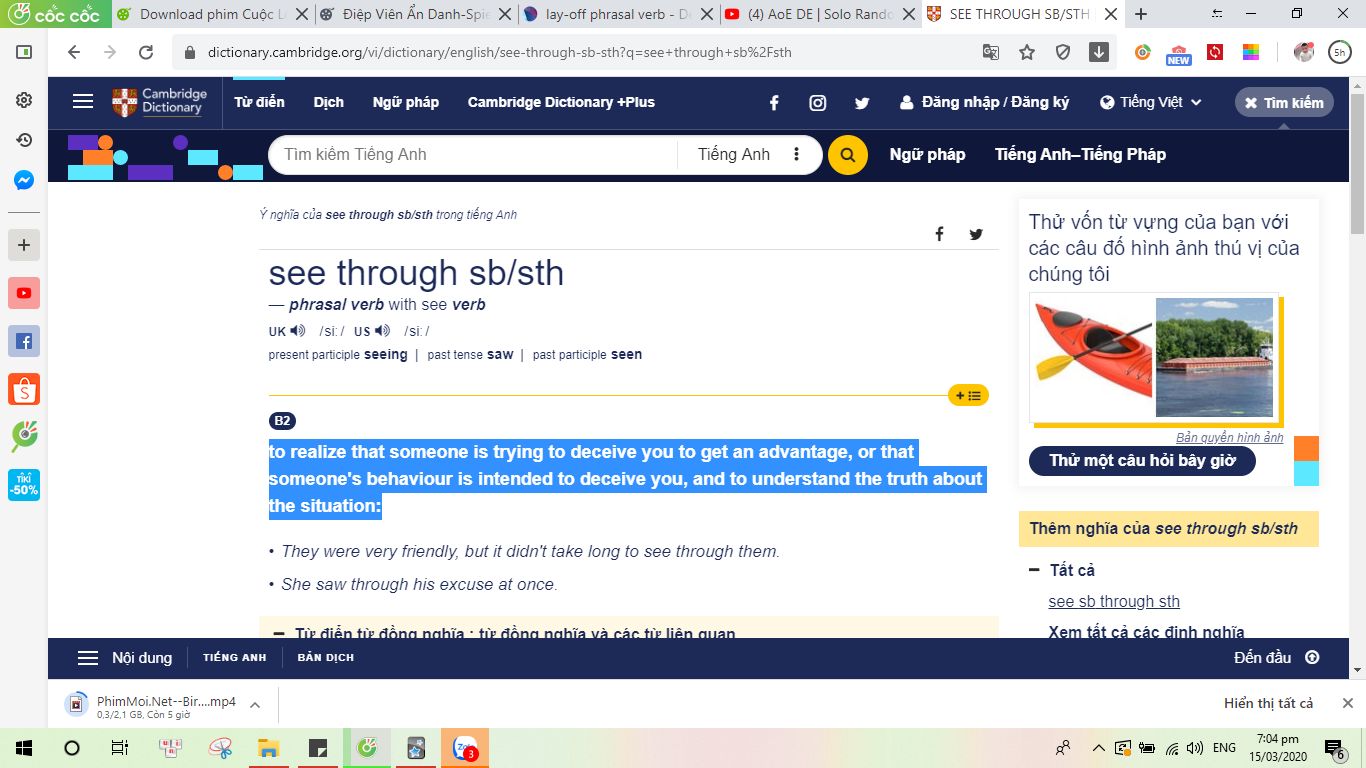 cốc cốc
Download phim Cuộc L
Điệp Viên Ẩn Danh-Spie
lay-off phrasal verb - De
(4) AoE DE | Solo Rando
SEE THROUGH SB/STH |
dictionary.cambridge.org/vi/dictionary/english/see-through-sb-sth?q=see+through+sb%2Fsth
NEW
5h
Cambridge
Dictionary
Từ điển
Dịch
Ngữ pháp
Cambridge Dictionary +Plus
Đăng nhập / Đăng ký
Tiếng Việt
Tìm kiếm
Tìm kiếm Tiếng Anh
Tiếng Anh
Ngữ pháp
Tiếng Anh–Tiếng Pháp
Ý nghĩa của see through sb/sth trong tiếng Anh
see through sb/sth
— phrasal verb with see verb
UK /siː/ US /siː/
present participle seeing | past tense saw | past participle seen
B2
to realize that someone is trying to deceive you to get an advantage, or that
someone's behaviour is intended to deceive you, and to understand the truth about
the situation:
• They were very friendly, but it didn't take long to see through them.
• She saw through his excuse at once.
Từ điển từ đồng nghĩa : từ đồng nghĩa và các từ liên quan
Thử vốn từ vựng của bạn với
các câu đố hình ảnh thú vị của
chúng tôi
Bản quyền hình ảnh
Thử một câu hỏi bây giờ
Thêm nghĩa của see through sb/sth
Tất cả
see sb through sth
Xem tất cả các định nghĩa
TIKI
-50%
Nội dung
TIẾNG ANH
BẢN DỊCH
Đến đầu
PhimMoi.Net--Bir....mp4
0,3/2,1 GB, Còn 5 giờ
Hiển thị tất cả
Zalo
3
ENG
7:04 pm
15/03/2020
6